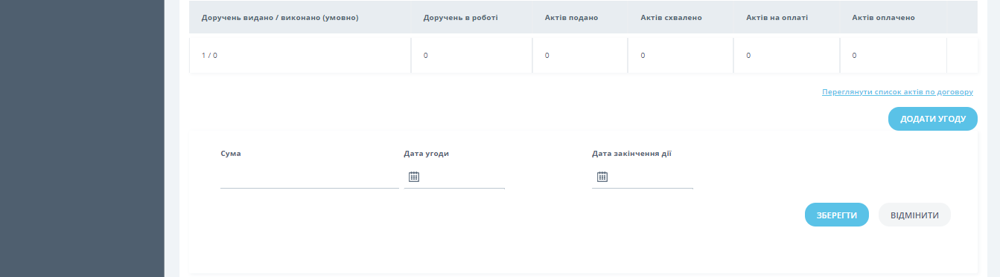 Доручень видано / виконано (умовно) Доручень в роботі Актів подано Актів схвалено Актів на оплаті Актів оплачено
1 / 0 0 0 0 0 0
Переглянути список актів по договору
ДОДАТИ УГОДУ
Сума Дата угоди Дата закінчення дії
ЗБЕРЕГТИ ВІДМІНИТИ